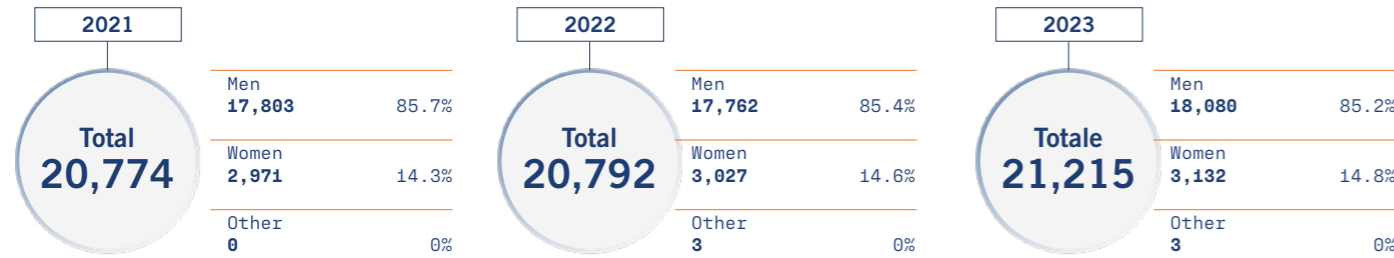 2021
Total
20,774
Men
17,803 85.7%
Women
2,971 14.3%
Other
0 0%
2022
Total
20,792
Men
17,762 85.4%
Women
3,027 14.6%
Other
3 0%
2023
Totale
21,215
Men
18,080 85.2%
Women
3,132 14.8%
Other
3 0%